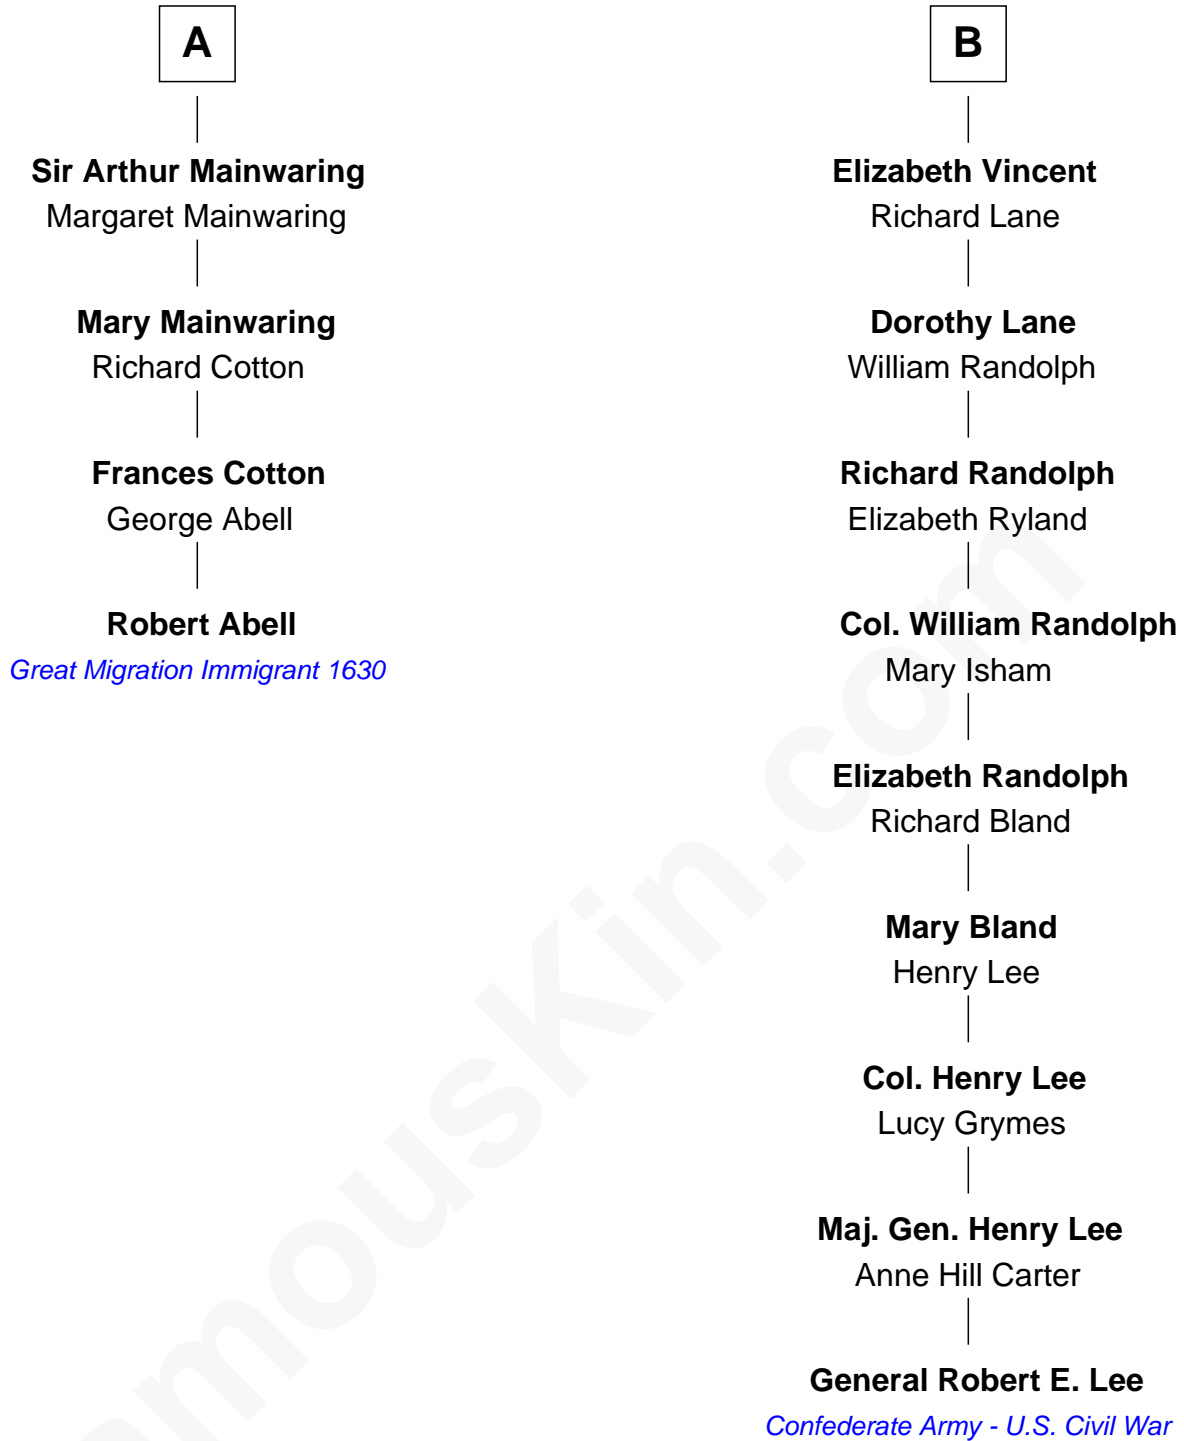 A
Sir Arthur Mainwaring
Margaret Mainwaring
Mary Mainwaring
Richard Cotton
Frances Cotton
George Abell
Robert Abell
Great Migration Immigrant 1630
B
Elizabeth Vincent
Richard Lane
Dorothy Lane
William Randolph
Richard Randolph
Elizabeth Ryland
Col. William Randolph
Mary Isham
Elizabeth Randolph
Richard Bland
Mary Bland
Henry Lee
Col. Henry Lee
Lucy Grymes
Maj. Gen. Henry Lee
Anne Hill Carter
General Robert E. Lee
Confederate Army - U.S. Civil War
amouskin.com